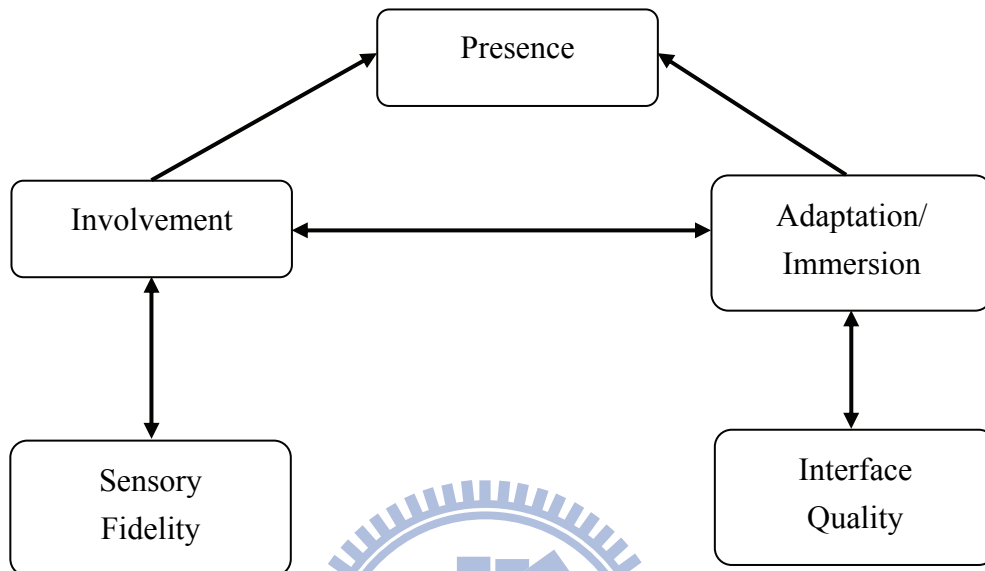 Presence
Involvement
Adaptation/
Immersion
Sensory
Fidelity
Interface
Quality